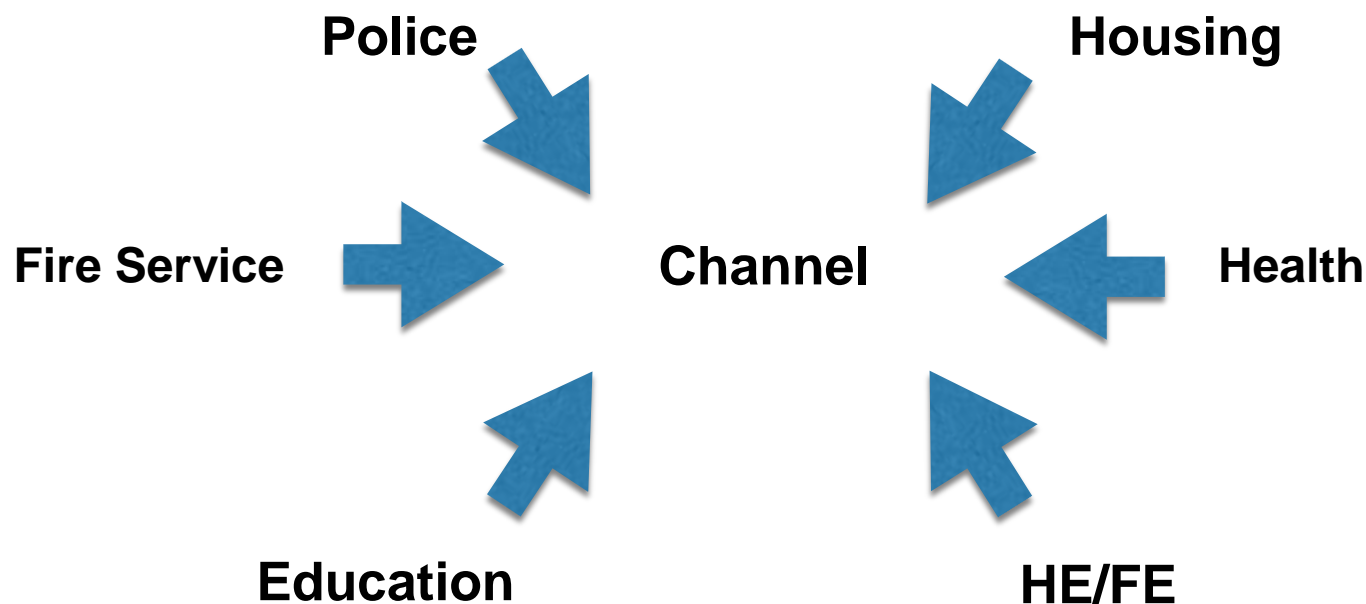 Police
Housing
Fire Service
Channel
Health
Education
HE/FE